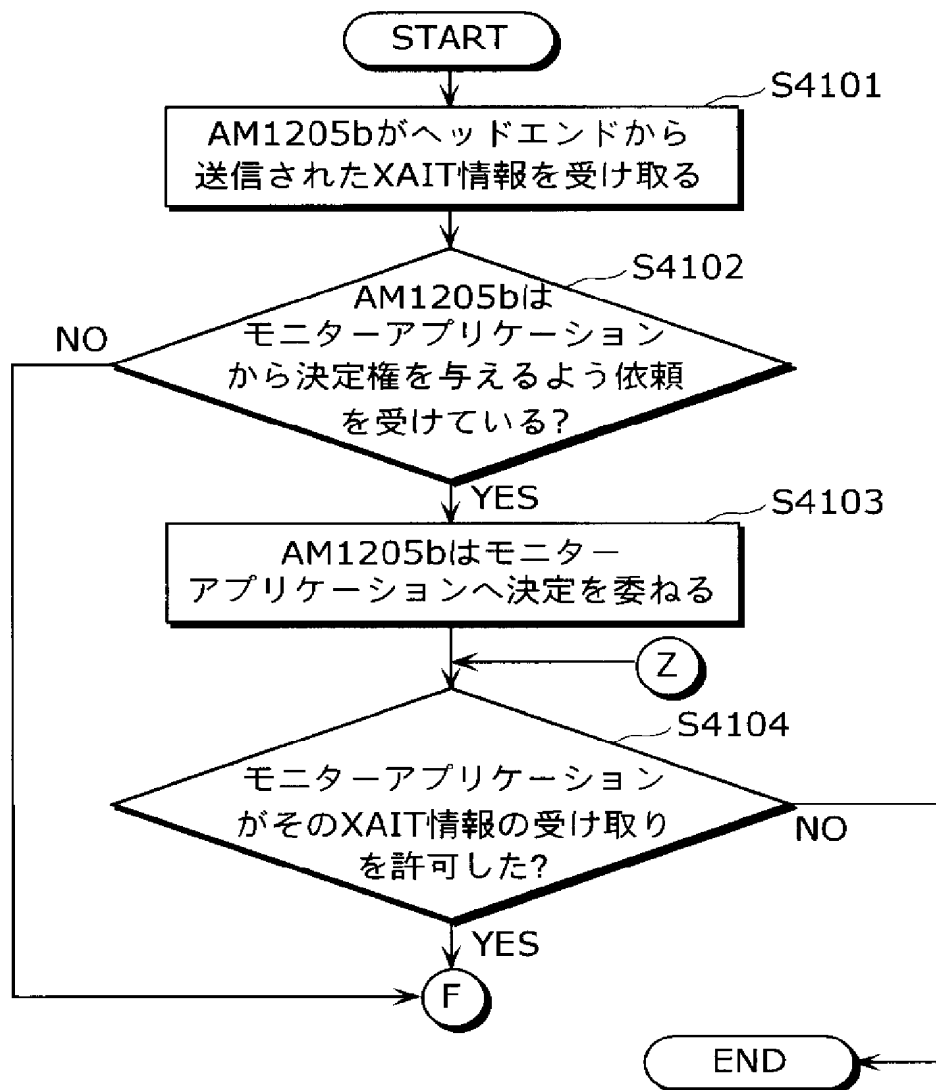 START
S4101
AM1205bがヘッドエンドから
送信されたXAIT情報を受け取る
S4102
AM1205bは
モニターアプリケーション
から決定権を与えるよう依頼
を受けている?
NO
YES
S4103
AM1205bはモニター
アプリケーションへ決定を委ねる
Z
S4104
モニターアプリケーション
がそのXAIT情報の受け取り
を許可した?
NO
YES
F
END